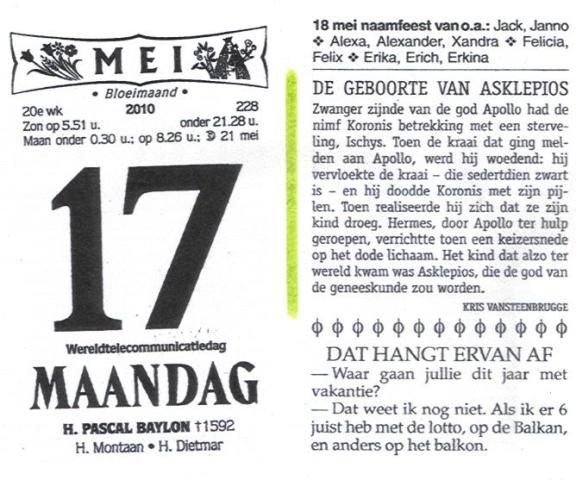 MEI
• Bloeimaand •
20e wk 2010 228
Zon op 5.51 u. onder 21.28 u.
Maan onder 0.30 u.; op 8.26 u.; 21 mei
17
Wereldtelecommunicatiedag
MAANDAG
H. PASCAL BAYLON †1592
H. Montaan • H. Dietmar
18 mei naamfeest van o.a.: Jack, Janno
❖ Alexa, Alexander, Xandra ❖ Felicia,
Felix ❖ Erika, Erich, Erkina
DE GEBOORTE VAN ASKLEPIOS
Zwanger zijnde van de god Apollo had de
nimf Koronis betrekking met een sterve-
ling, Ischys. Toen de kraai dat ging mel-
den aan Apollo, werd hij woedend: hij
vervloekte de kraai – die sedertdien zwart
is – en hij doodde Koronis met zijn pij-
len. Toen realiseerde hij zich dat ze zijn
kind droeg. Hermes, door Apollo ter hulp
geroepen, verrichtte toen een keizersnede
op het dode lichaam. Het kind dat alzo ter
wereld kwam was Asklepios, die de god van
de geneeskunde zou worden.
KRIS VANSTEENBRUGGE
DAT HANGT ERVAN AF
— Waar gaan jullie dit jaar met
vakantie?
— Dat weet ik nog niet. Als ik er 6
juist heb met de lotto, op de Balkan,
en anders op het balkon.